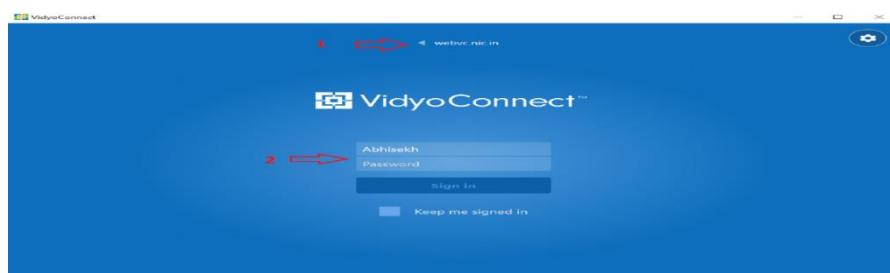 VidyoConnect
1
webvc.nic.in
VidyoConnect™
Abhisekh
2
Password
Sign in
Keep me signed in